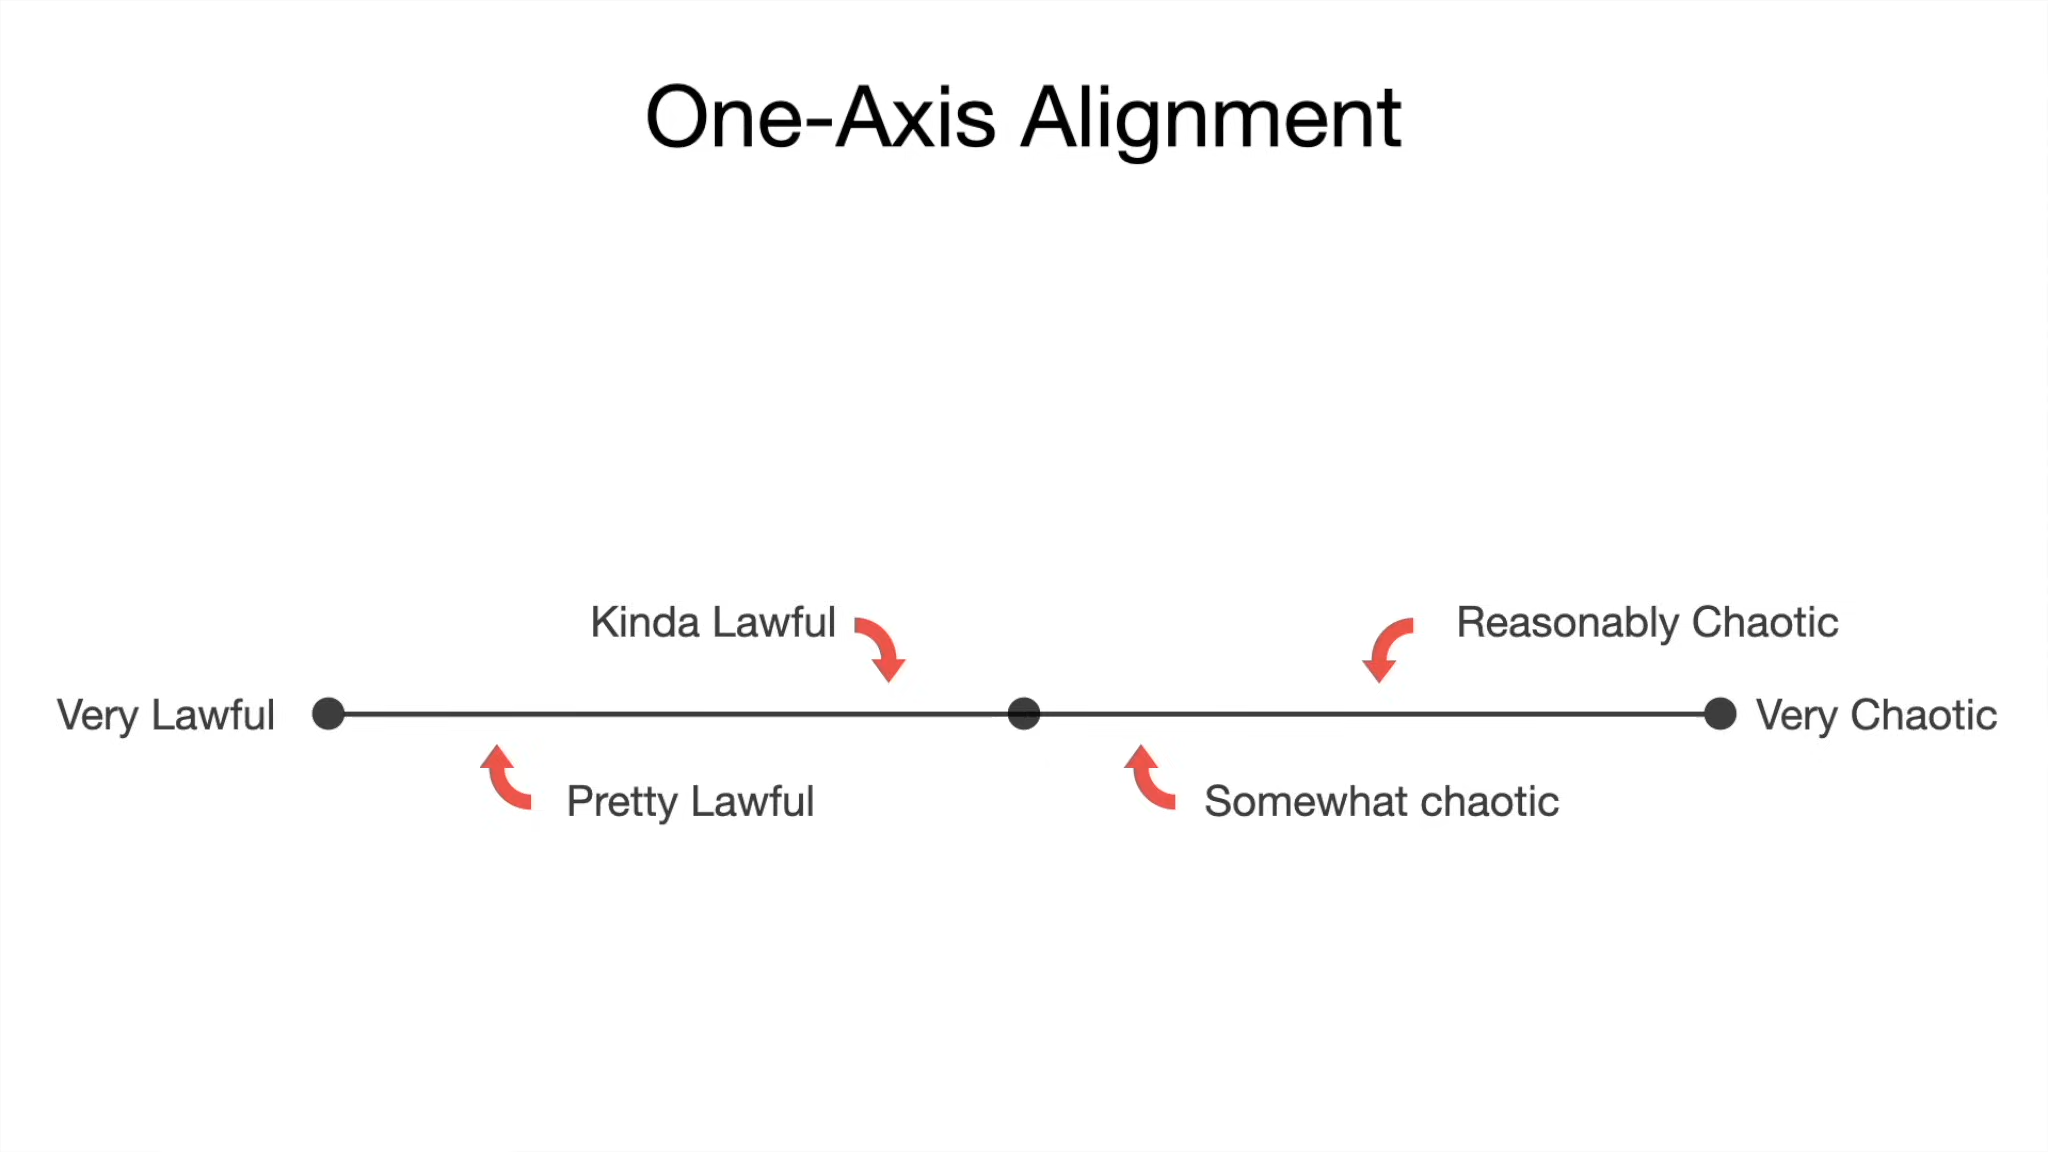 One-Axis Alignment
Kinda Lawful
Reasonably Chaotic
Very Lawful
Very Chaotic
Pretty Lawful
Somewhat chaotic